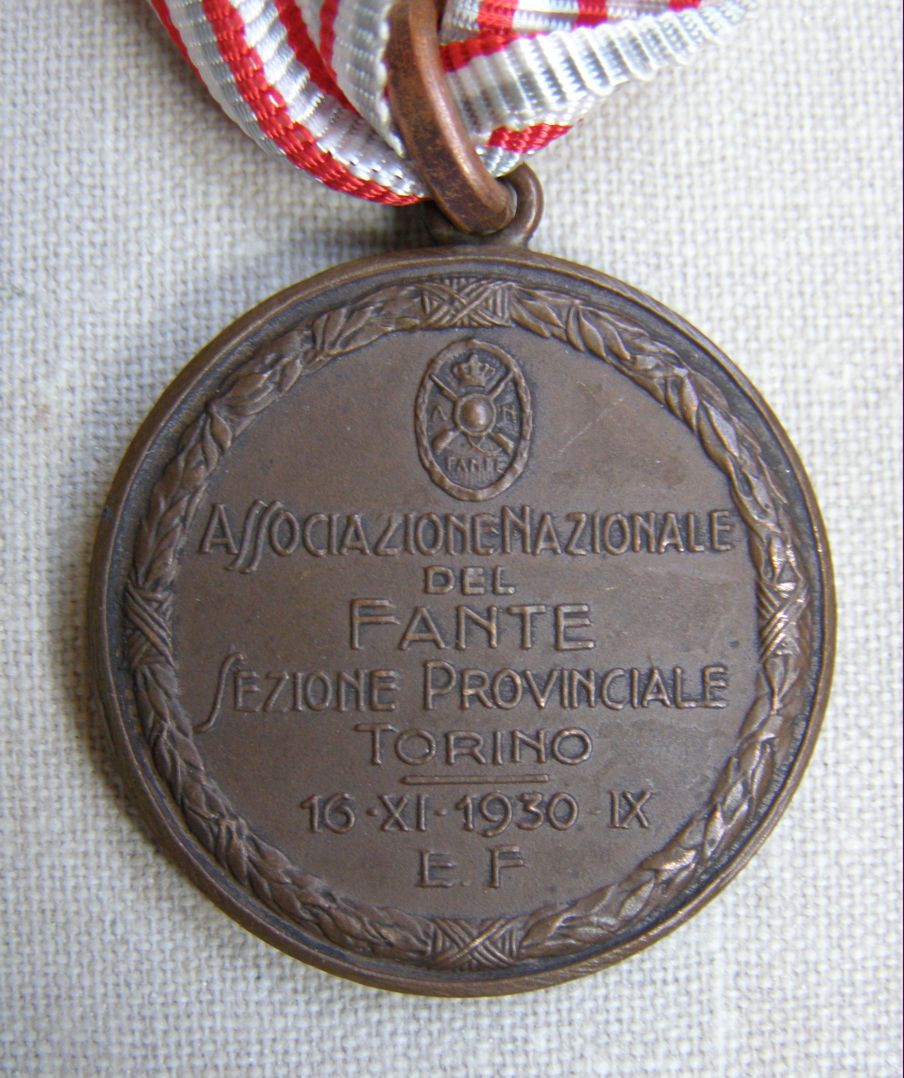 A N
FANTE
ASSOCIAZIONE NAZIONALE
DEL
FANTE
SEZIONE PROVINCIALE
TORINO
16·XI·1930 IX
E. F